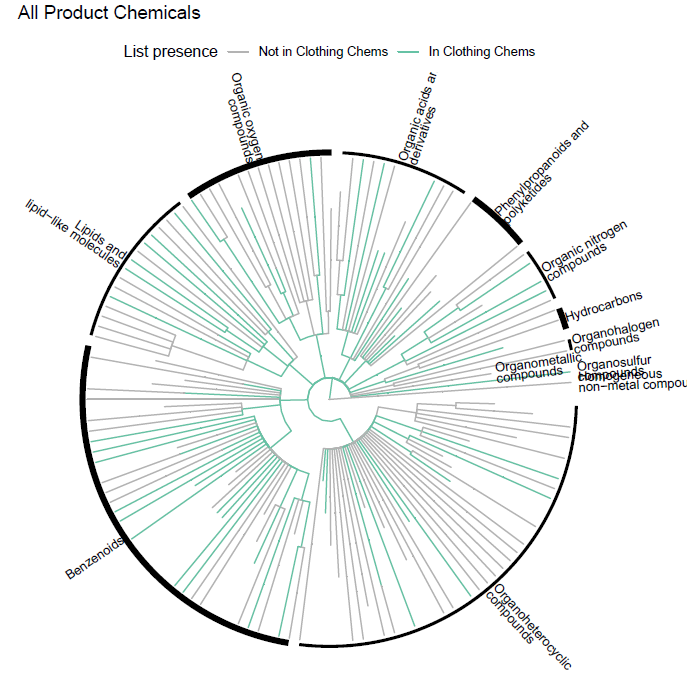 All Product Chemicals
List presence
Not in Clothing Chems
In Clothing Chems
Organic oxygen
compounds
Organic acids ar
derivatives
Phenylpropanoids and
polyketides
Lipids and
lipid−like molecules
Organic nitrogen
compounds
Hydrocarbons
Organohalogen
compounds
Organometallic
compounds
Organosulfur
compounds
Homogeneous
non−metal compou
Benzenoids
Organoheterocyclic
compounds